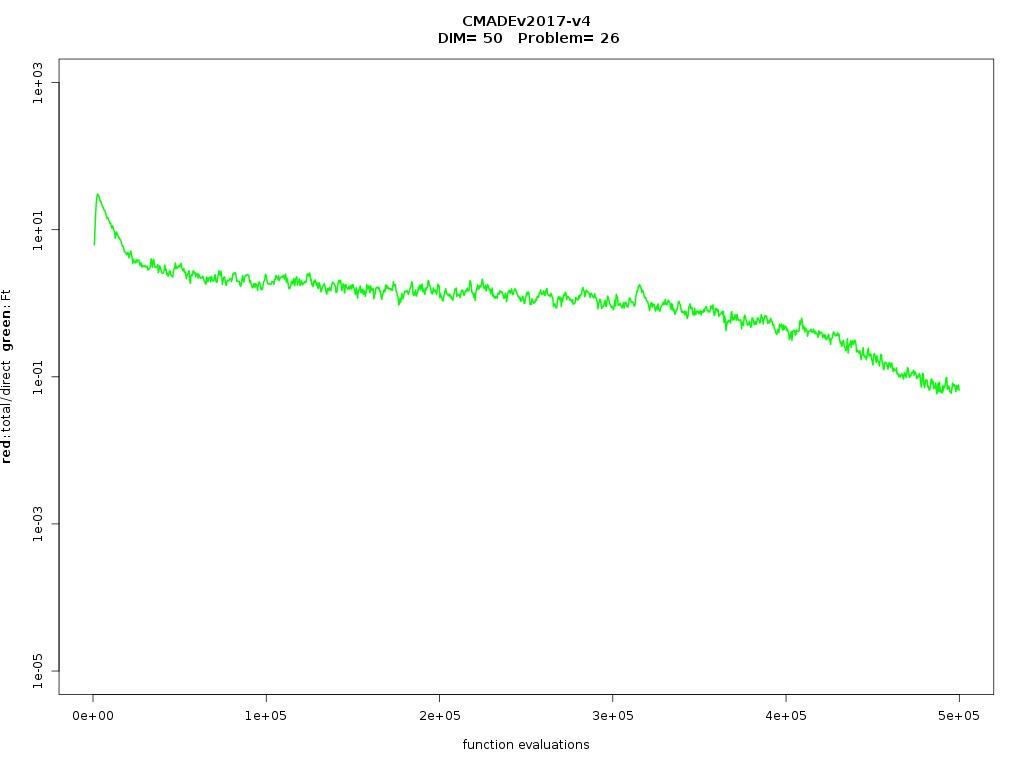 CMADEv2017-v4
DIM= 50 Problem= 26
1e+03
1e+01
1e-01
1e-03
1e-05
red:total/direct green:Ft
0e+00 1e+05 2e+05 3e+05 4e+05 5e+05
function evaluations